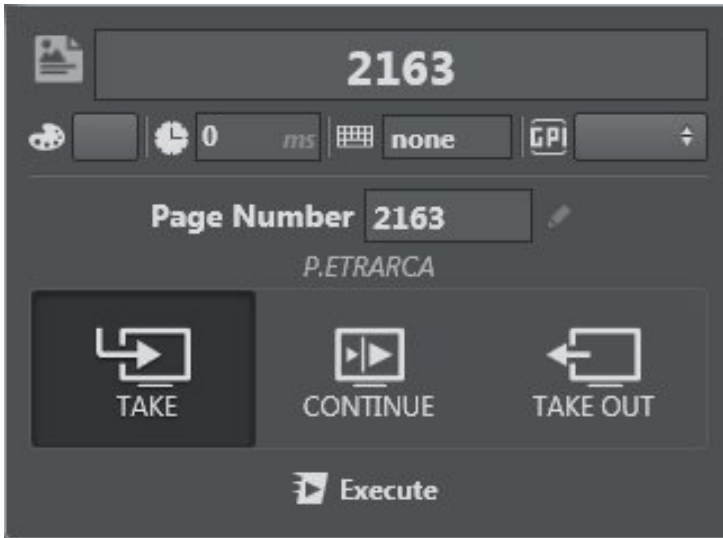 2163
0 ms none GPI
Page Number 2163
P.ETRARCA
TAKE CONTINUE TAKE OUT
Execute